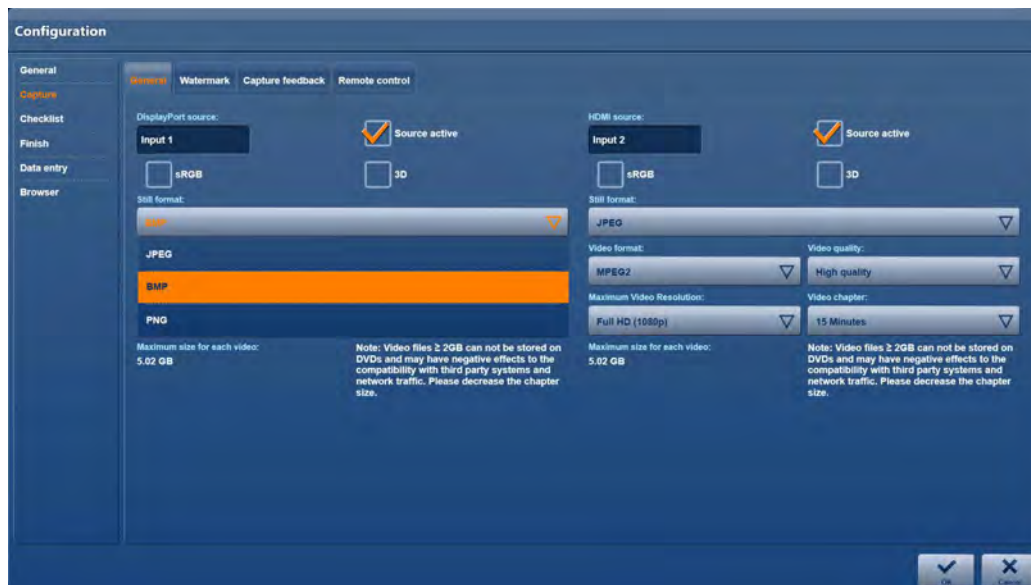 Configuration
General
Capture
Checklist
Finish
Data entry
Browser
General Watermark Capture feedback Remote control
DisplayPort source:
Input 1
Source active
sRGB
3D
Still format:
BMP
JPEG
BMP
PNG
Maximum size for each video:
5.02 GB
Note: Video files ≥ 2GB can not be stored on
DVDs and may have negative effects to the
compatibility with third party systems and
network traffic. Please decrease the chapter
size.
HDMI source:
Input 2
Source active
sRGB
3D
Still format:
JPEG
Video format:
MPEG2
Video quality:
High quality
Maximum Video Resolution:
Full HD (1080p)
Video chapter:
15 Minutes
Maximum size for each video:
5.02 GB
Note: Video files ≥ 2GB can not be stored on
DVDs and may have negative effects to the
compatibility with third party systems and
network traffic. Please decrease the chapter
size.
OK
Cancel